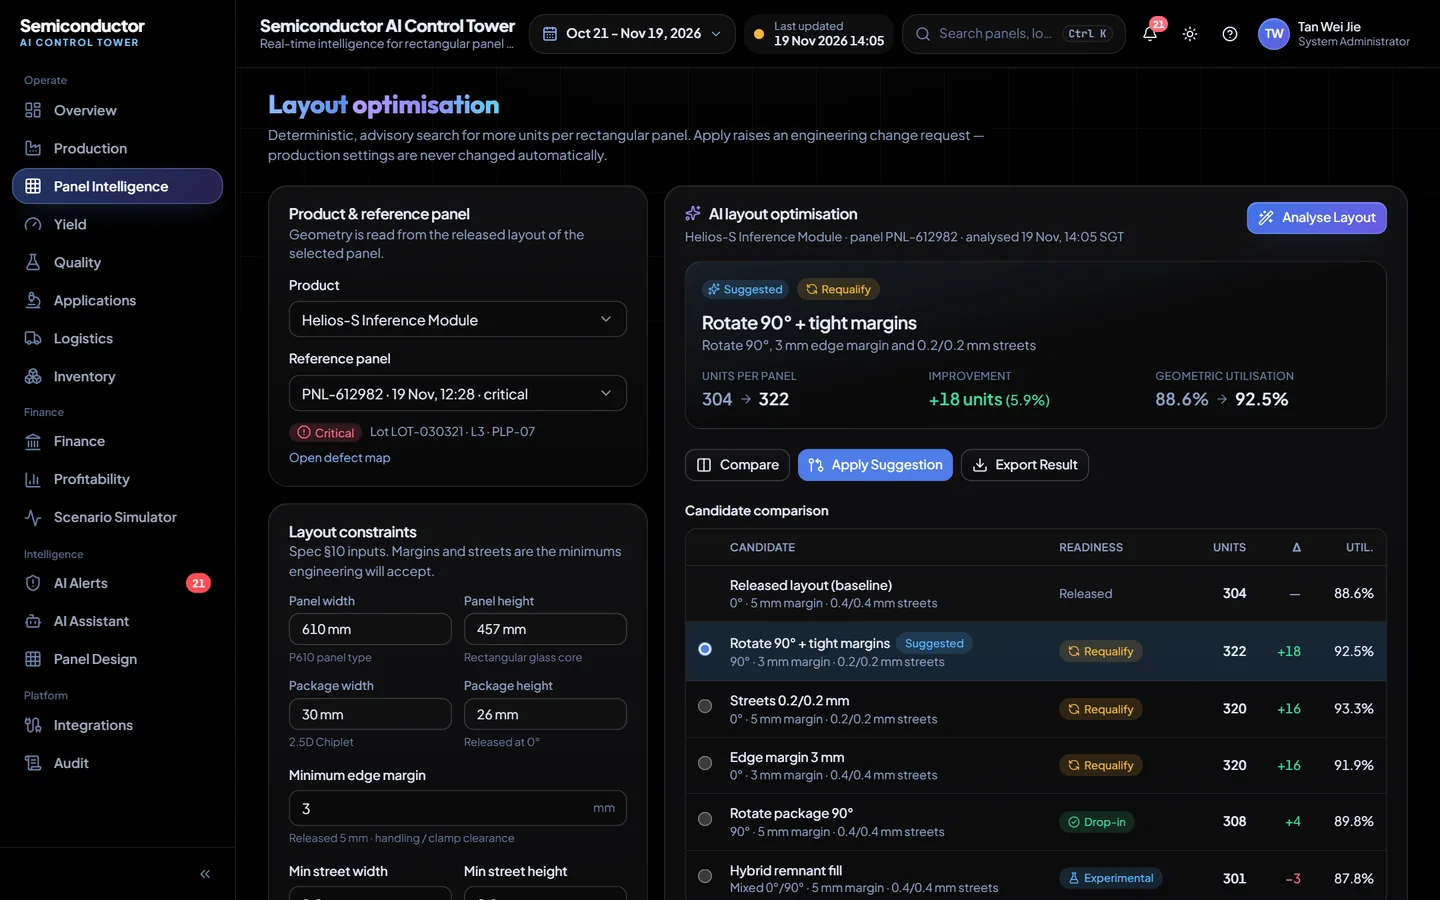 Semiconductor
AI CONTROL TOWER
Operate
Overview
Production
Panel Intelligence
Yield
Quality
Applications
Logistics
Inventory
Finance
Finance
Profitability
Scenario Simulator
Intelligence
AI Alerts
21
AI Assistant
Panel Design
Platform
Integrations
Audit
Semiconductor AI Control Tower
Real-time intelligence for rectangular panel ...
Oct 21 – Nov 19, 2026
Last updated
19 Nov 2026 14:05
Search panels, lo...
Ctrl K
21
TW
Tan Wei Jie
System Administrator
Layout optimisation
Deterministic, advisory search for more units per rectangular panel. Apply raises an engineering change request —
production settings are never changed automatically.
Product & reference panel
Geometry is read from the released layout of the
selected panel.
Product
Helios-S Inference Module
Reference panel
PNL-612982 · 19 Nov, 12:28 · critical
Critical
Lot LOT-030321 · L3 · PLP-07
Open defect map
Layout constraints
Spec §10 inputs. Margins and streets are the minimums
engineering will accept.
Panel width
Panel height
610 mm
457 mm
P610 panel type
Rectangular glass core
Package width
Package height
30 mm
26 mm
2.5D Chiplet
Released at 0°
Minimum edge margin
3
mm
Released 5 mm · handling / clamp clearance
Min street width
Min street height
AI layout optimisation
Helios-S Inference Module · panel PNL-612982 · analysed 19 Nov, 14:05 SGT
Analyse Layout
Suggested
Requalify
Rotate 90° + tight margins
Rotate 90°, 3 mm edge margin and 0.2/0.2 mm streets
UNITS PER PANEL
IMPROVEMENT
GEOMETRIC UTILISATION
304 → 322
+18 units (5.9%)
88.6% → 92.5%
Compare
Apply Suggestion
Export Result
Candidate comparison
CANDIDATE READINESS UNITS Δ UTIL.
Released layout (baseline)
0° · 5 mm margin · 0.4/0.4 mm streets
Released 304 — 88.6%
Rotate 90° + tight margins Suggested
90° · 3 mm margin · 0.2/0.2 mm streets
Requalify 322 +18 92.5%
Streets 0.2/0.2 mm
0° · 5 mm margin · 0.2/0.2 mm streets
Requalify 320 +16 93.3%
Edge margin 3 mm
0° · 3 mm margin · 0.4/0.4 mm streets
Requalify 320 +16 91.9%
Rotate package 90°
90° · 5 mm margin · 0.4/0.4 mm streets
Drop-in 308 +4 89.8%
Hybrid remnant fill
Mixed 0°/90° · 5 mm margin · 0.4/0.4 mm streets
Experimental 301 −3 87.8%